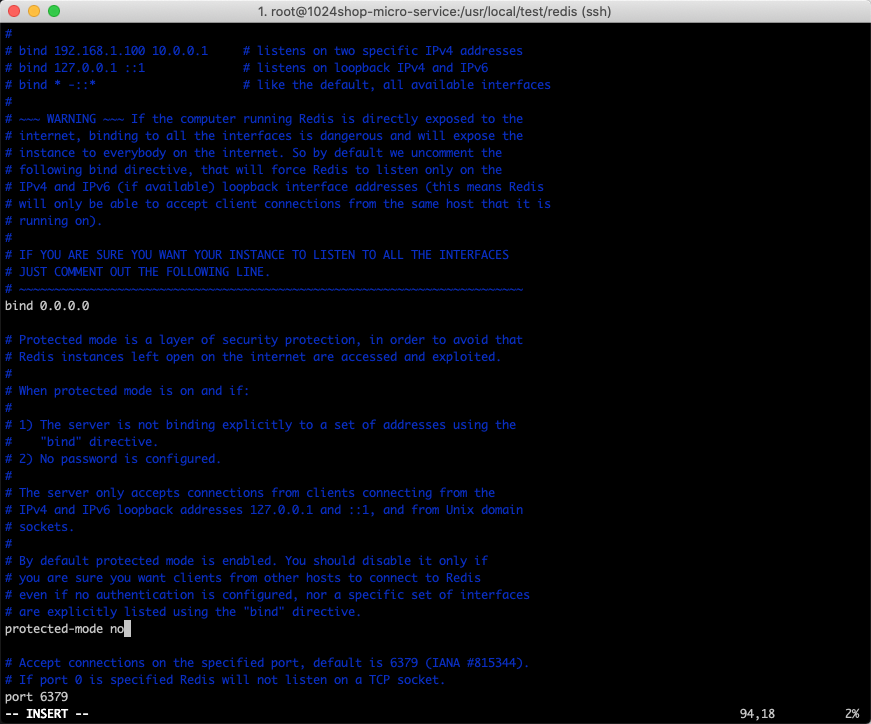 1. root@1024shop-micro-service:/usr/local/test/redis (ssh)
#
# bind 192.168.1.100 10.0.0.1     # listens on two specific IPv4 addresses
# bind 127.0.0.1 ::1              # listens on loopback IPv4 and IPv6
# bind * -::*                     # like the default, all available interfaces
#
# ~~~ WARNING ~~~ If the computer running Redis is directly exposed to the
# internet, binding to all the interfaces is dangerous and will expose the
# instance to everybody on the internet. So by default we uncomment the
# following bind directive, that will force Redis to listen only on the
# IPv4 and IPv6 (if available) loopback interface addresses (this means Redis
# will only be able to accept client connections from the same host that it is
# running on).
#
# IF YOU ARE SURE YOU WANT YOUR INSTANCE TO LISTEN TO ALL THE INTERFACES
# JUST COMMENT OUT THE FOLLOWING LINE.
# ~~~~~~~~~~~~~~~~~~~~~~~~~~~~~~~~~~~~~~~~~~~~~~~~~~~~~~~~~~~~~~~~~~~~~~~~
bind 0.0.0.0

# Protected mode is a layer of security protection, in order to avoid that
# Redis instances left open on the internet are accessed and exploited.
#
# When protected mode is on and if:
#
# 1) The server is not binding explicitly to a set of addresses using the
#    "bind" directive.
# 2) No password is configured.
#
# The server only accepts connections from clients connecting from the
# IPv4 and IPv6 loopback addresses 127.0.0.1 and ::1, and from Unix domain
# sockets.
#
# By default protected mode is enabled. You should disable it only if
# you are sure you want clients from other hosts to connect to Redis
# even if no authentication is configured, nor a specific set of interfaces
# are explicitly listed using the "bind" directive.
protected-mode no

# Accept connections on the specified port, default is 6379 (IANA #815344).
# If port 0 is specified Redis will not listen on a TCP socket.
port 6379
-- INSERT --                    94,18          2%